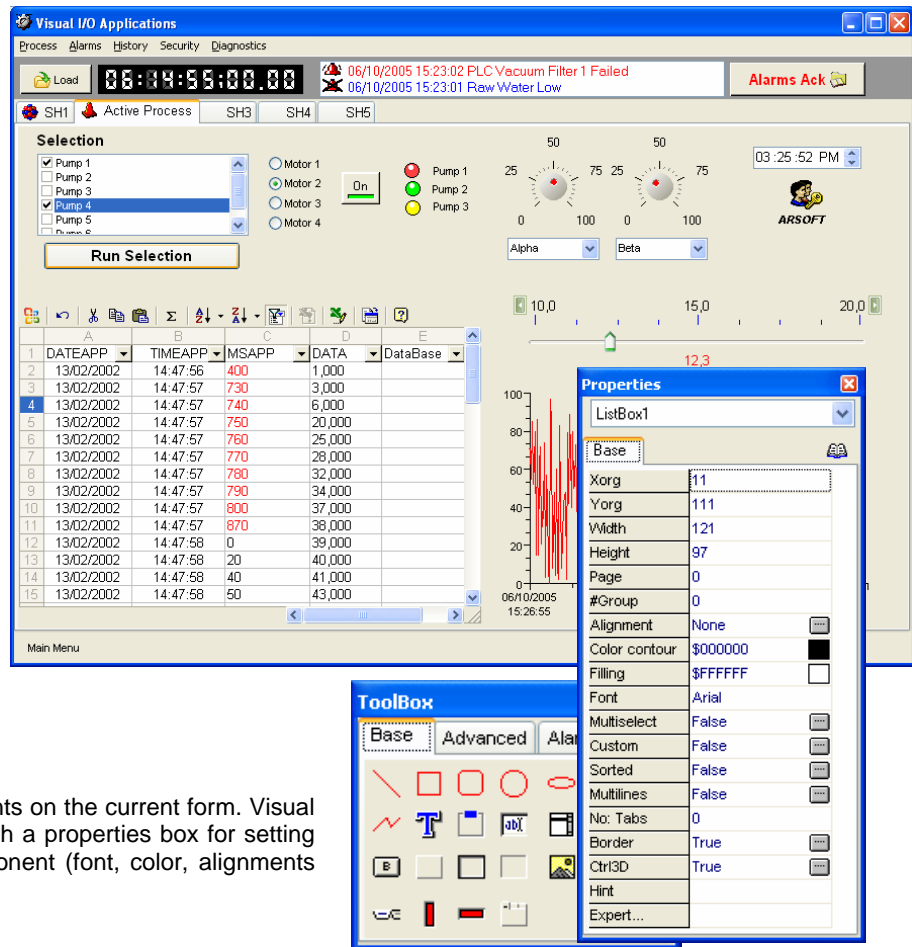 Visual I/O Applications
Process Alarms History Security Diagnostics
Load
06/10/2005 15:23:02 PLC Vacuum Filter 1 Failed
06/10/2005 15:23:01 Raw Water Low
Alarms Ack
SH1 Active Process SH3 SH4 SH5
Selection
Pump 1
Pump 2
Pump 3
Pump 4
Pump 5
Motor 1
Motor 2
Motor 3
Motor 4
On
Pump 1
Pump 2
Pump 3
Run Selection
50 50
25 75 25 75
0 100 0 100
Alpha Beta
03 :25 :52 PM
ARSOFT
10,0 15,0 20,0
12,3
A B C D E
1 DATEAPP TIMEAPP MSAPP DATA DataBase
2 13/02/2002 14:47:56 400 1,000
3 13/02/2002 14:47:57 730 3,000
4 13/02/2002 14:47:57 740 6,000
5 13/02/2002 14:47:57 750 20,000
6 13/02/2002 14:47:57 760 25,000
7 13/02/2002 14:47:57 770 28,000
8 13/02/2002 14:47:57 780 32,000
9 13/02/2002 14:47:57 790 34,000
10 13/02/2002 14:47:57 800 37,000
11 13/02/2002 14:47:57 870 38,000
12 13/02/2002 14:47:58 0 39,000
13 13/02/2002 14:47:58 20 40,000
14 13/02/2002 14:47:58 40 41,000
15 13/02/2002 14:47:58 50 43,000
100
80
60
40
20
0
06/10/2005
15:26:55
Main Menu
Properties
ListBox1
Base
Xorg 11
Yorg 111
Width 121
Height 97
Page 0
#Group 0
Alignment None
Color contour $000000
Filling $FFFFFF
Font Arial
Multiselect False
Custom False
Sorted False
Multilines False
No: Tabs 0
Border True
Ctrl3D True
Hint
Expert...
ToolBox
Base Advanced Alar
T ab
B
nts on the current form. Visual
h a properties box for setting
ponent (font, color, alignments